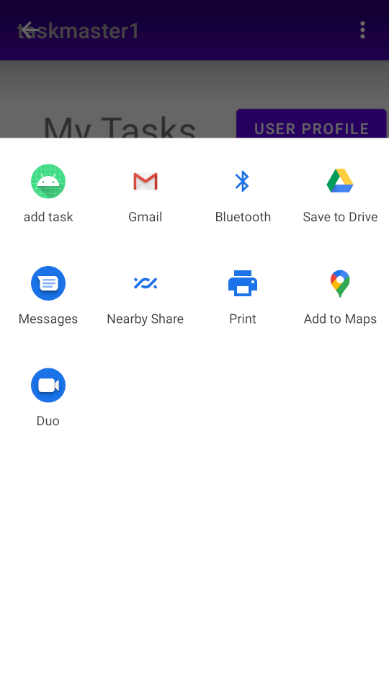 taskmaster1
My Tasks
USER PROFILE
add task
Gmail
Bluetooth
Save to Drive
Messages
Nearby Share
Print
Add to Maps
Duo